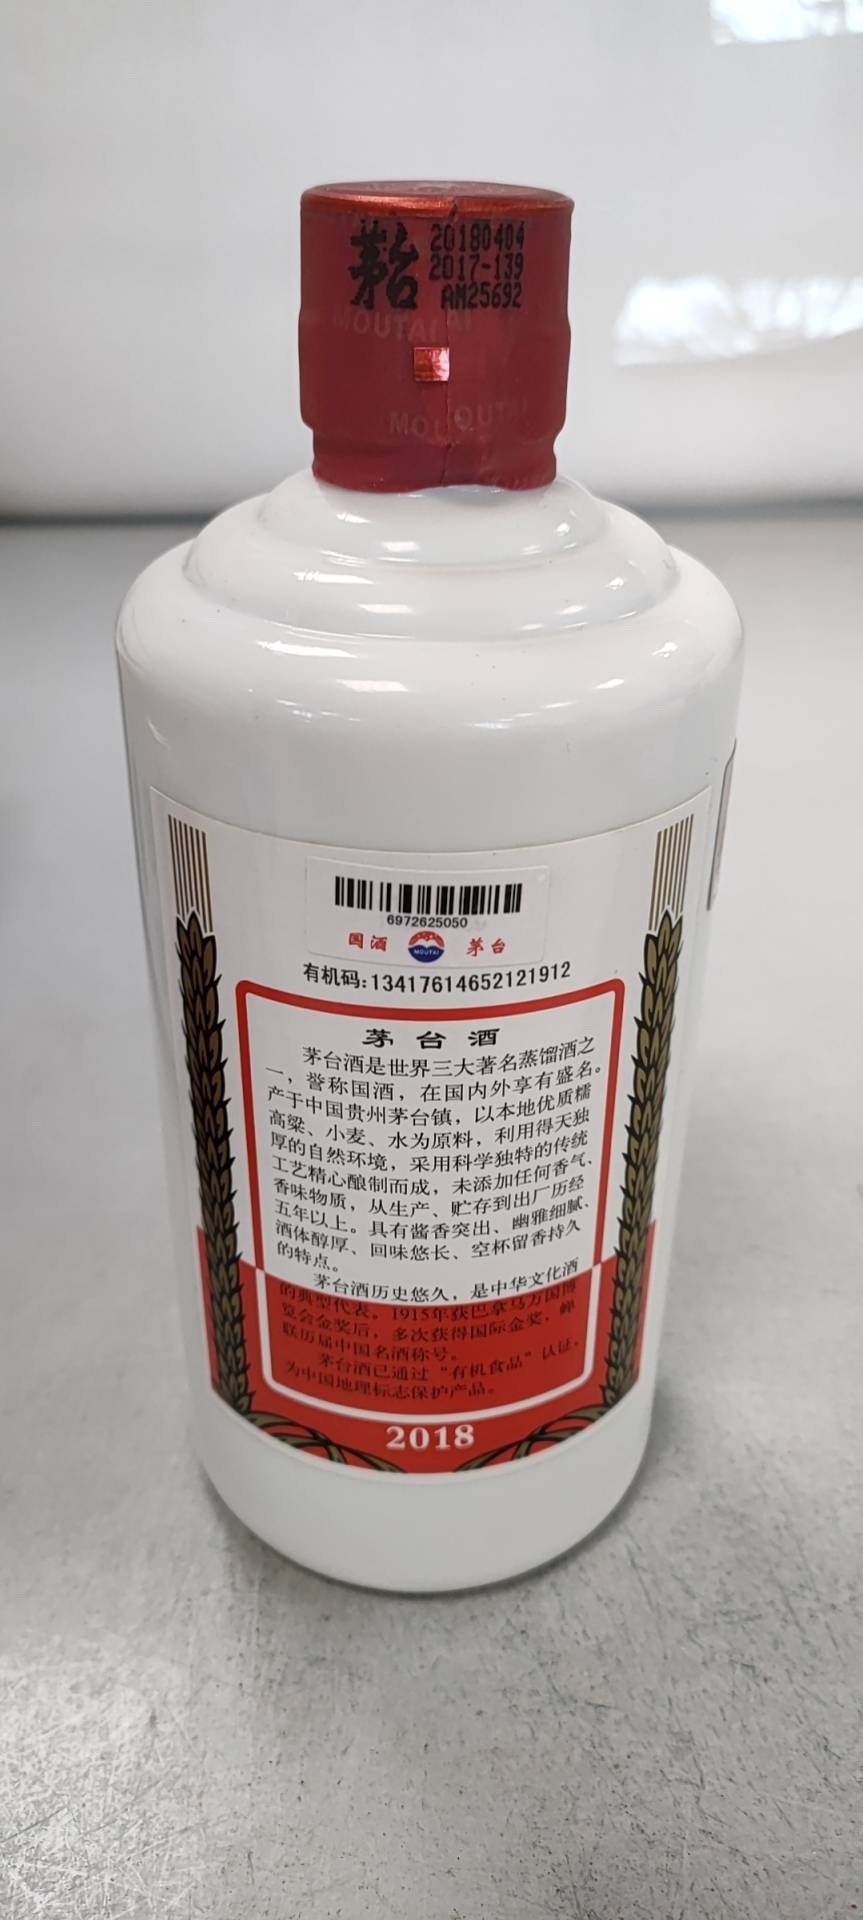 茅台
20180404
2017-139
AM25692
MOUTAI
MOUTAI
6972625050
国酒 MOUTAI 茅台
有机码:13417614652121912
茅台酒
茅台酒是世界三大著名蒸馏酒之
一，誉称国酒，在国内外享有盛名。
产于中国贵州茅台镇，以本地优质糯
高粱、小麦、水为原料，利用得天独
厚的自然环境，采用科学独特的传统
工艺精心酿制而成，未添加任何香气、
香味物质，从生产、贮存到出厂历经
五年以上。具有酱香突出、幽雅细腻、
酒体醇厚、回味悠长、空杯留香持久
的特点。
茅台酒历史悠久，是中华文化酒
的典型代表。1915年获巴拿马万国博
览会金奖后，多次获得国际金奖，蝉
联历届中国名酒称号。
茅台酒已通过“有机食品”认证，
为中国地理标志保护产品。
2018